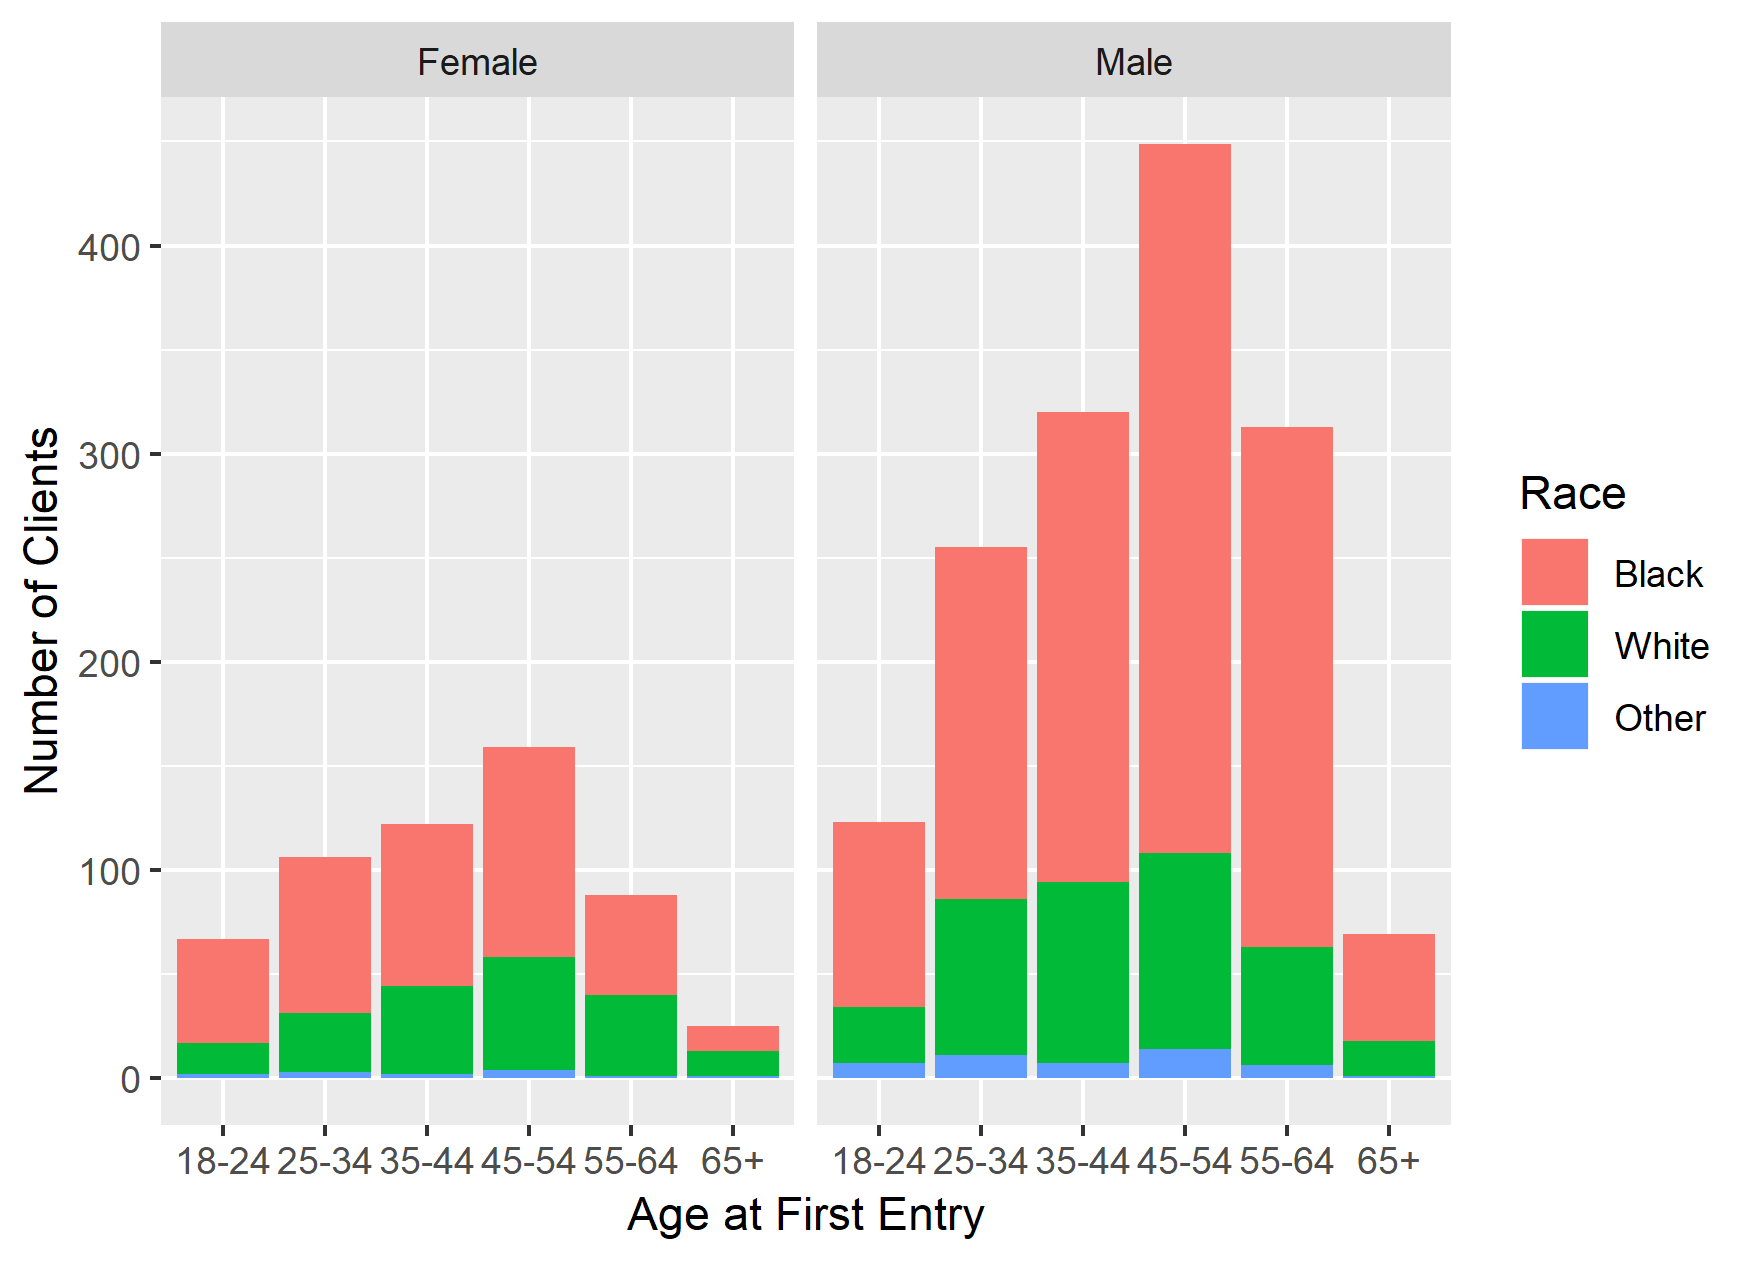 Female Male
400
300
200
100
0
Number of Clients
18-24 25-34 35-44 45-54 55-64 65+ 18-24 25-34 35-44 45-54 55-64 65+
Age at First Entry
Race
Black
White
Other